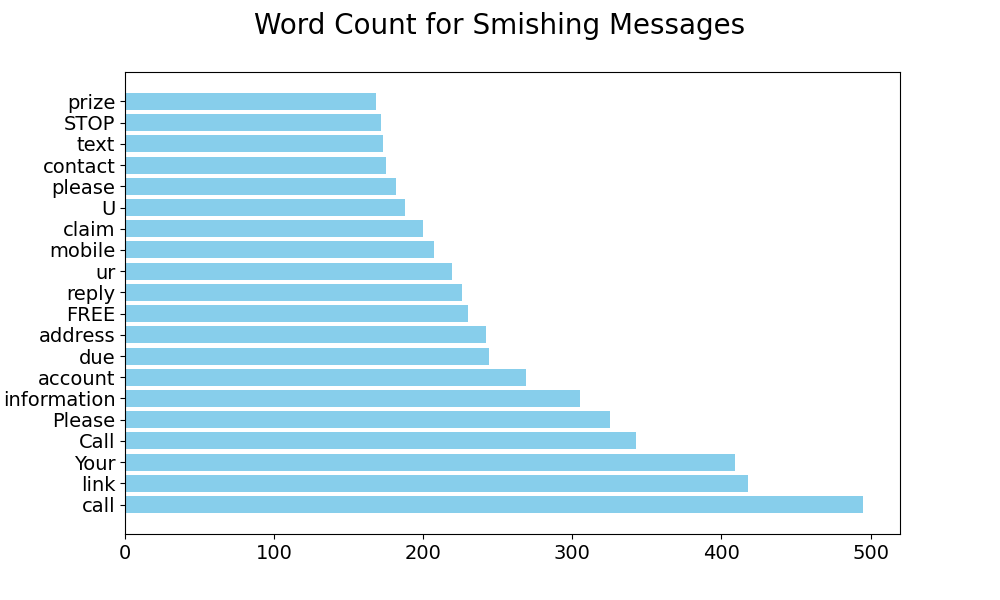 Word Count for Smishing Messages
prize
STOP
text
contact
please
U
claim
mobile
ur
reply
FREE
address
due
account
information
Please
Call
Your
link
call
0 100 200 300 400 500